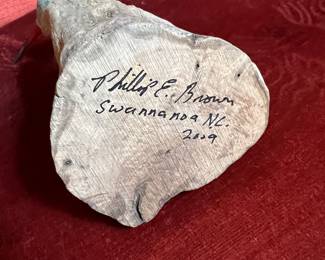 Phillip E. Brown
Swannanoa NC.
2009